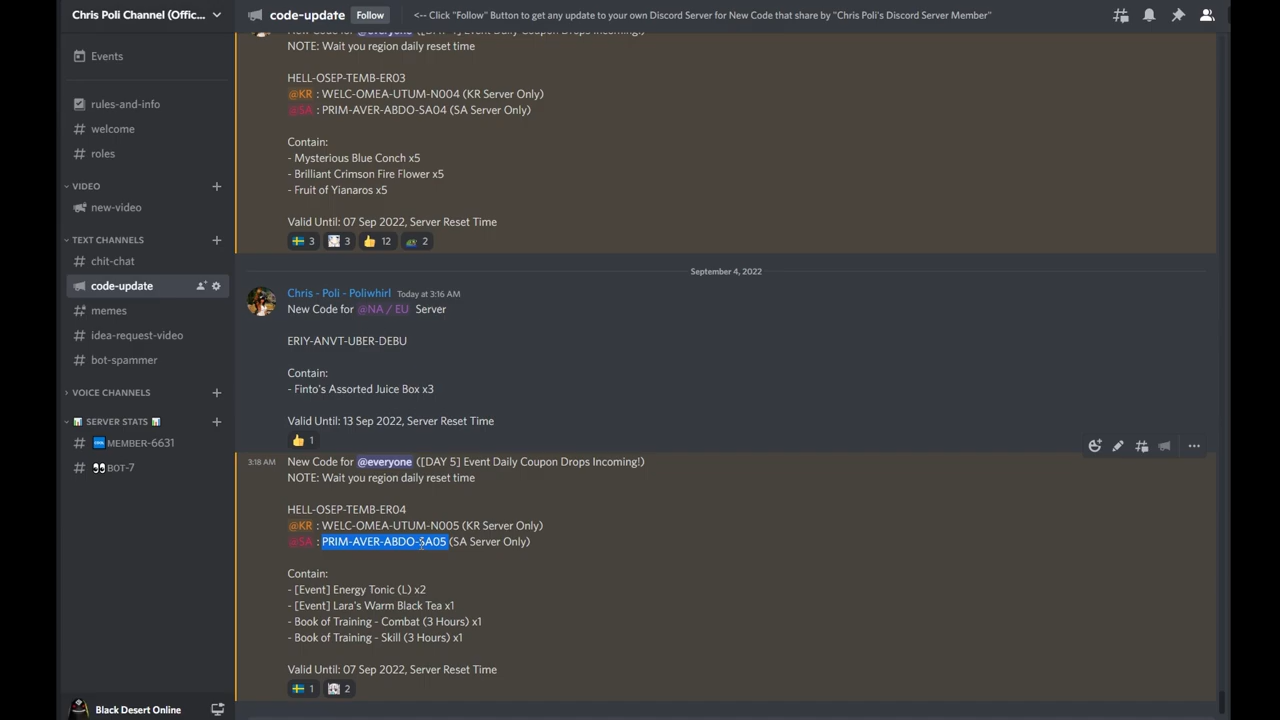 Chris Poli Channel (Offic...
Events
rules-and-info
welcome
roles
VIDEO
new-video
TEXT CHANNELS
chit-chat
code-update
memes
idea-request-video
bot-spammer
VOICE CHANNELS
📊 SERVER STATS 📊
MEMBER-6631
👀BOT-7
Black Desert Online
code-update
Follow
<-- Click "Follow" Button to get any update to your own Discord Server for New Code that share by "Chris Poli's Discord Server Member"
NOTE: Wait you region daily reset time
HELL-OSEP-TEMB-ER03
@KR : WELC-OMEA-UTUM-N004 (KR Server Only)
@SA : PRIM-AVER-ABDO-SA04 (SA Server Only)
Contain:
- Mysterious Blue Conch x5
- Brilliant Crimson Fire Flower x5
- Fruit of Yianaros x5
Valid Until: 07 Sep 2022, Server Reset Time
3 3 12 2
September 4, 2022
Chris - Poli - Poliwhirl Today at 3:16 AM
New Code for @NA / EU Server
ERIY-ANVT-UBER-DEBU
Contain:
- Finto's Assorted Juice Box x3
Valid Until: 13 Sep 2022, Server Reset Time
1
3:18 AM New Code for @everyone ([DAY 5] Event Daily Coupon Drops Incoming!)
NOTE: Wait you region daily reset time
HELL-OSEP-TEMB-ER04
@KR : WELC-OMEA-UTUM-N005 (KR Server Only)
@SA : PRIM-AVER-ABDO-SA05 (SA Server Only)
Contain:
- [Event] Energy Tonic (L) x2
- [Event] Lara's Warm Black Tea x1
- Book of Training - Combat (3 Hours) x1
- Book of Training - Skill (3 Hours) x1
Valid Until: 07 Sep 2022, Server Reset Time
1 2